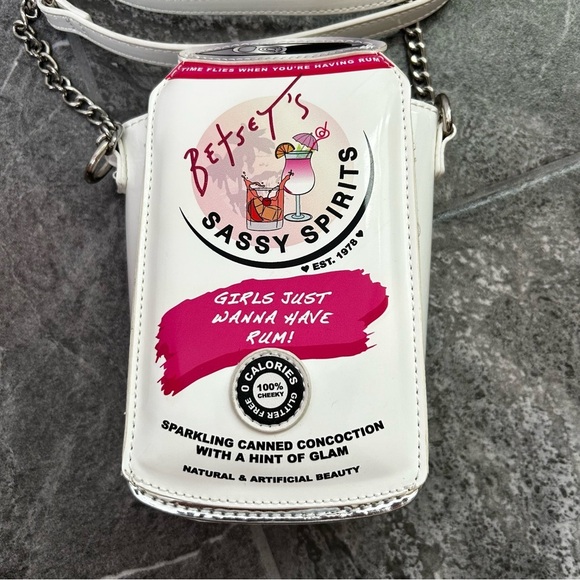 TIME FLIES WHEN YOU'RE HAVING RUM
BETSEY'S
SASSY SPIRITS
♥ EST. 1978 ♥
GIRLS JUST
WANNA HAVE
RUM!
0 CALORIES
100%
CHEEKY
GLITTER FREE
SPARKLING CANNED CONCOCTION
WITH A HINT OF GLAM
NATURAL & ARTIFICIAL BEAUTY